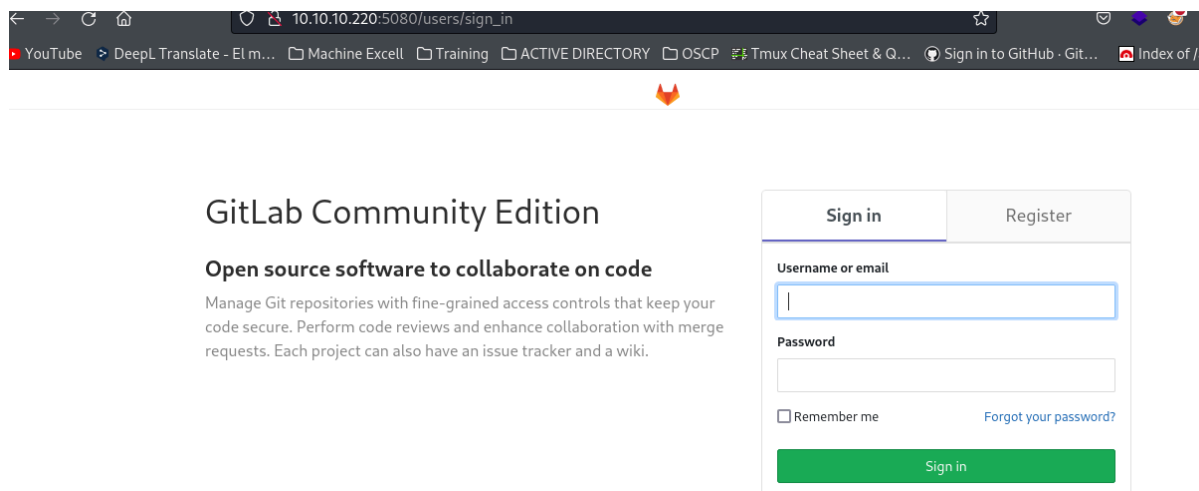 10.10.10.220:5080/users/sign_in
YouTube DeepL Translate - El m... Machine Excell Training ACTIVE DIRECTORY OSCP Tmux Cheat Sheet & Q... Sign in to GitHub · Git... Index of /
GitLab Community Edition
Open source software to collaborate on code
Manage Git repositories with fine-grained access controls that keep your
code secure. Perform code reviews and enhance collaboration with merge
requests. Each project can also have an issue tracker and a wiki.
Sign in Register
Username or email
Password
Remember me Forgot your password?
Sign in